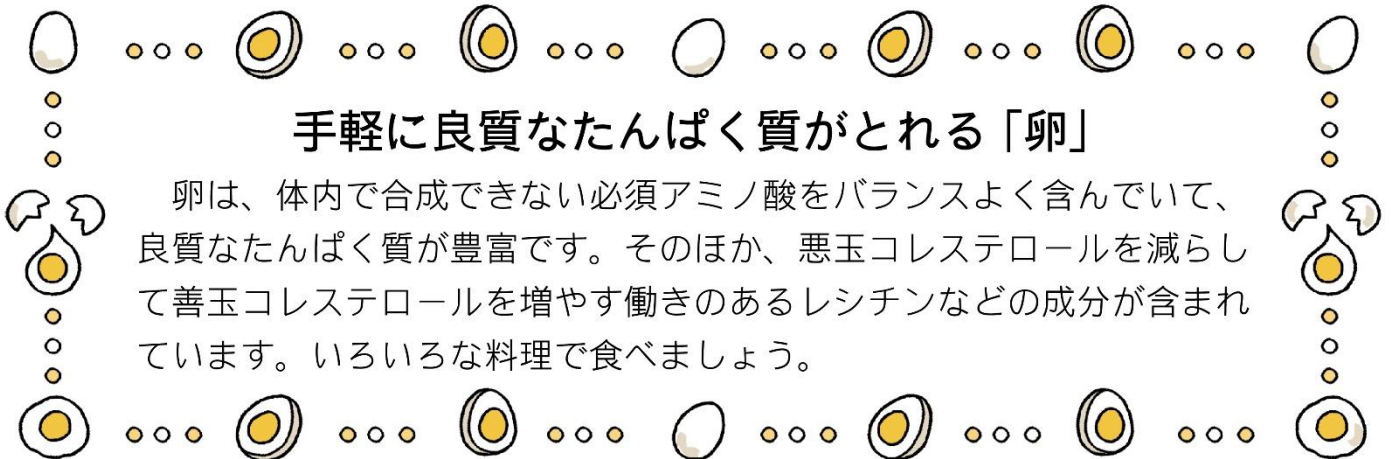 手軽に良質なたんぱく質がとれる「卵」
　卵は、体内で合成できない必須アミノ酸をバランスよく含んでいて、
良質なたんぱく質が豊富です。そのほか、悪玉コレステロールを減らし
て善玉コレステロールを増やす働きのあるレシチンなどの成分が含まれ
ています。いろいろな料理で食べましょう。